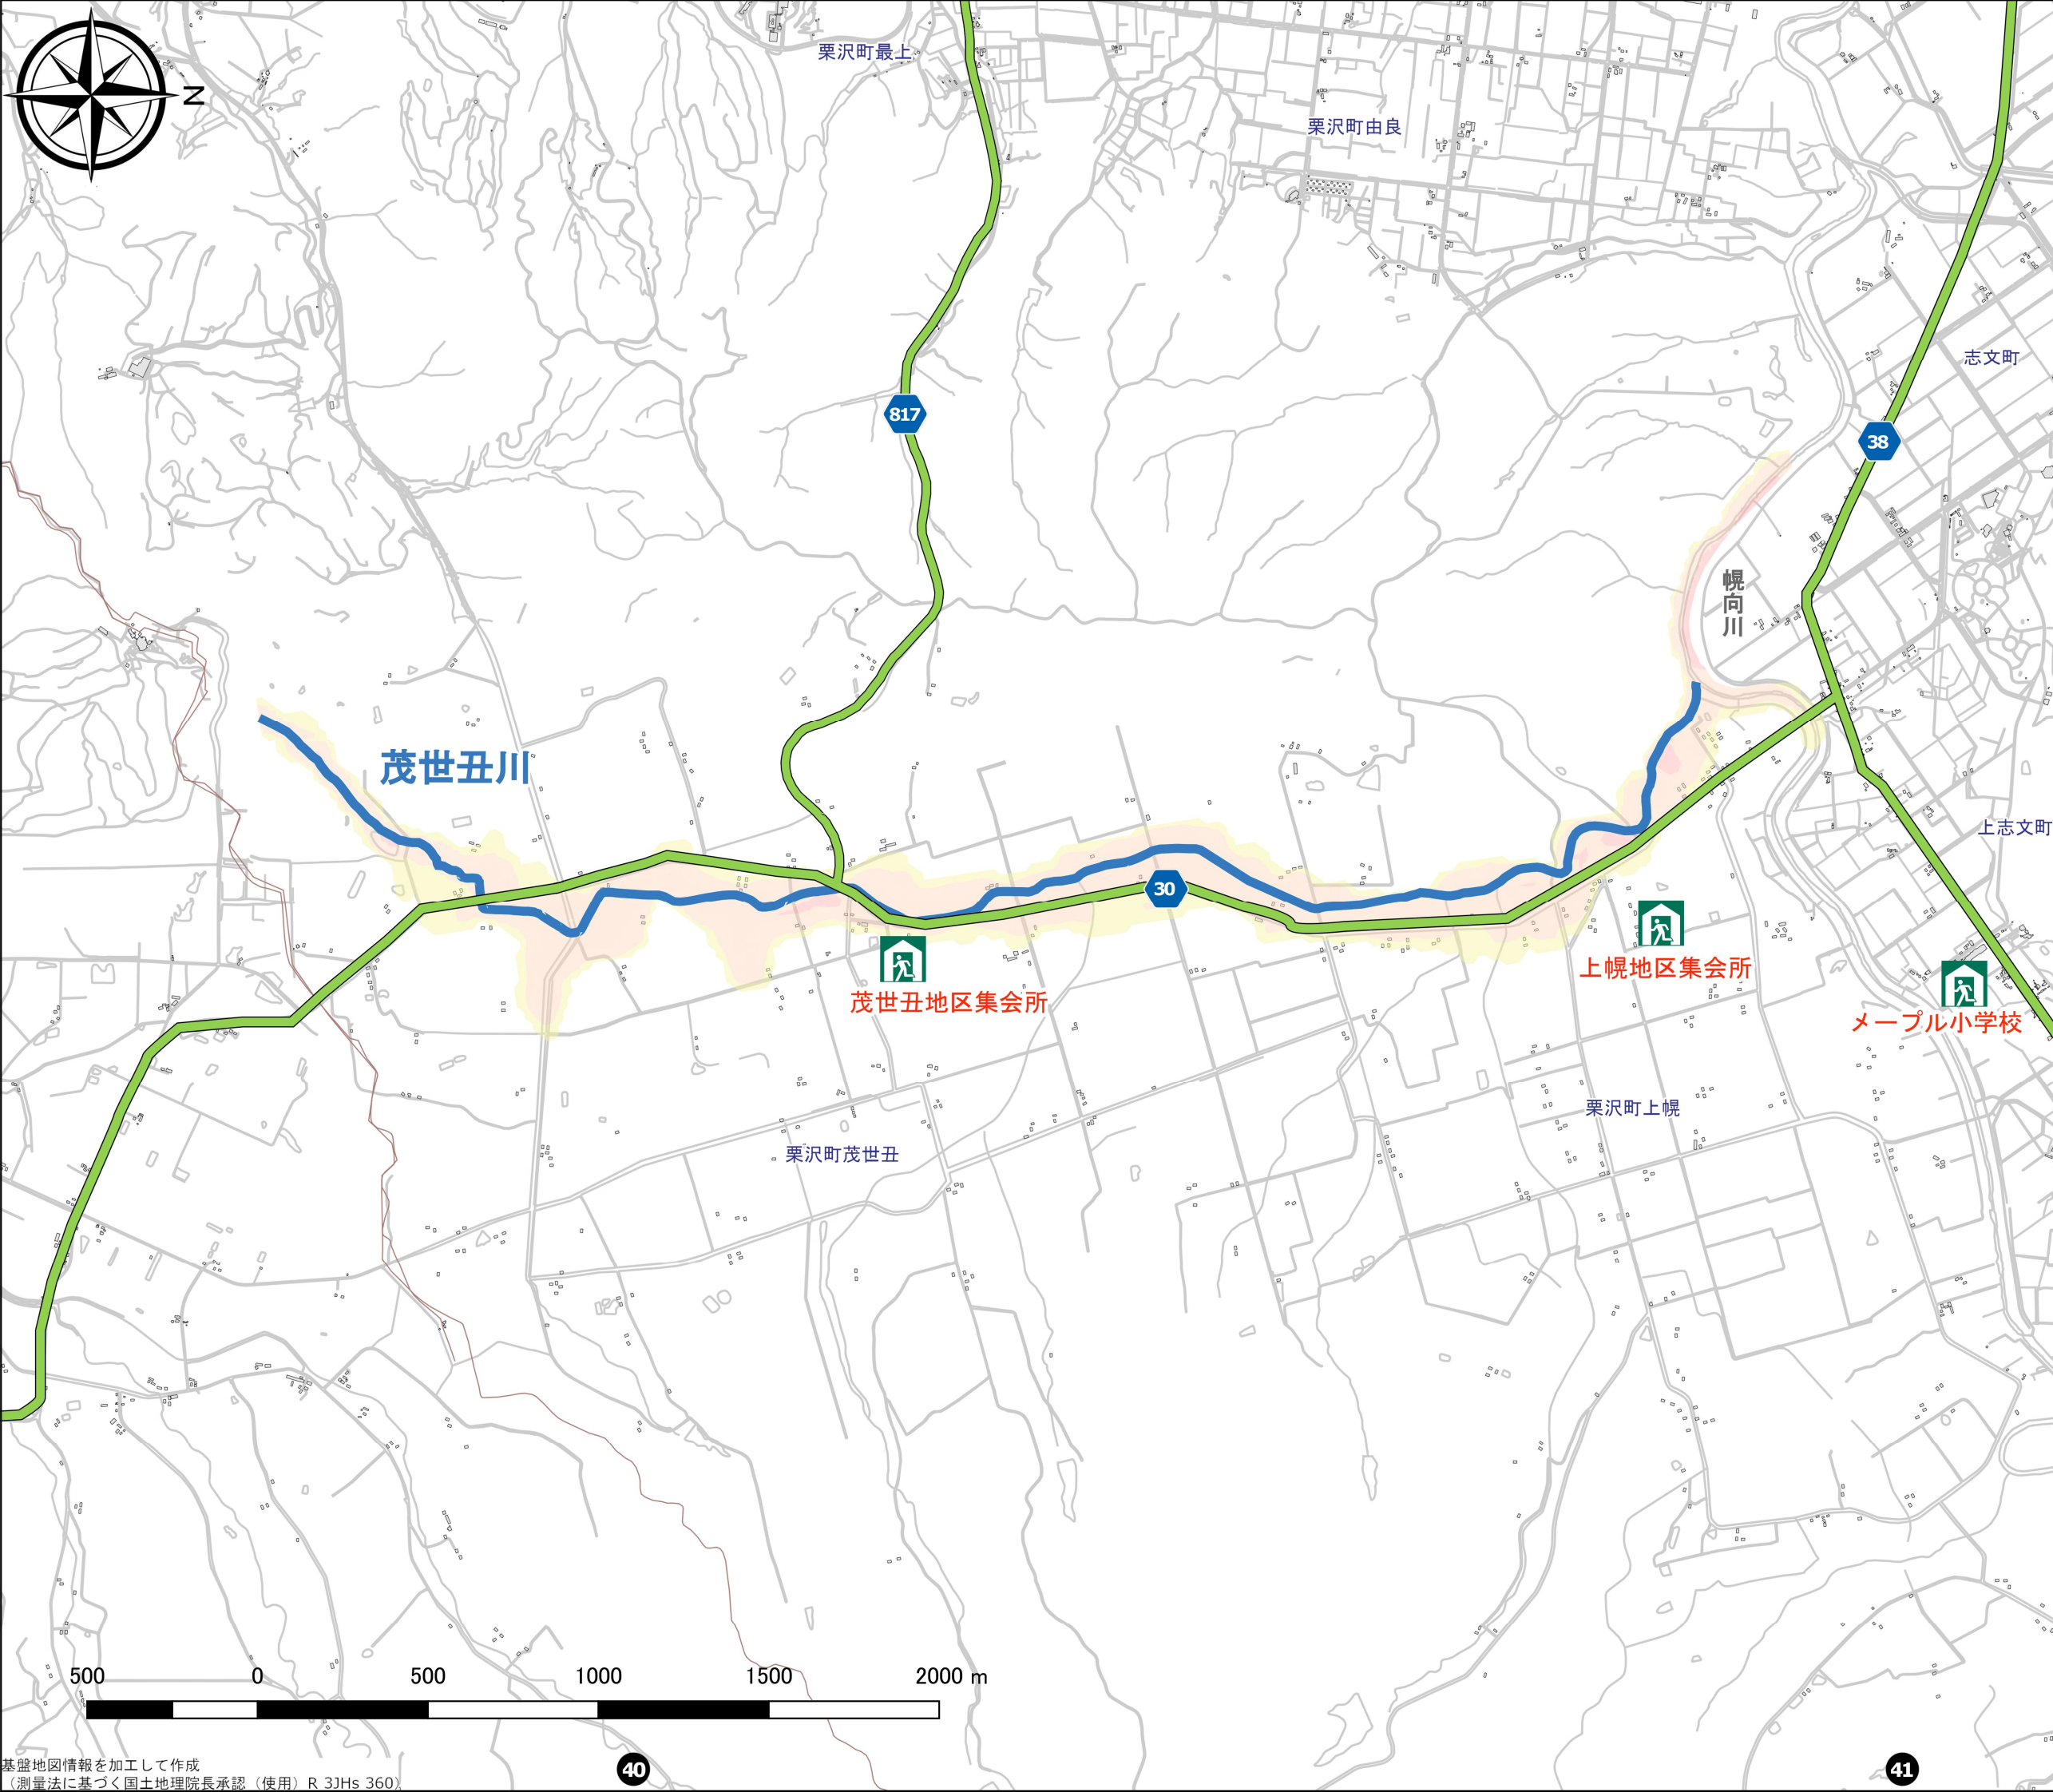 栗沢町最上
N
栗沢町由良
志文町
817
38
幌向川
茂世丑川
上志文町
30
上幌地区集会所
茂世丑地区集会所
メープル小学校
栗沢町上幌
栗沢町茂世丑
500 0 500 1000 1500 2000 m
基盤地図情報を加工して作成
(測量法に基づく国土地理院長承認(使用)R 3JHs 360)
40
41